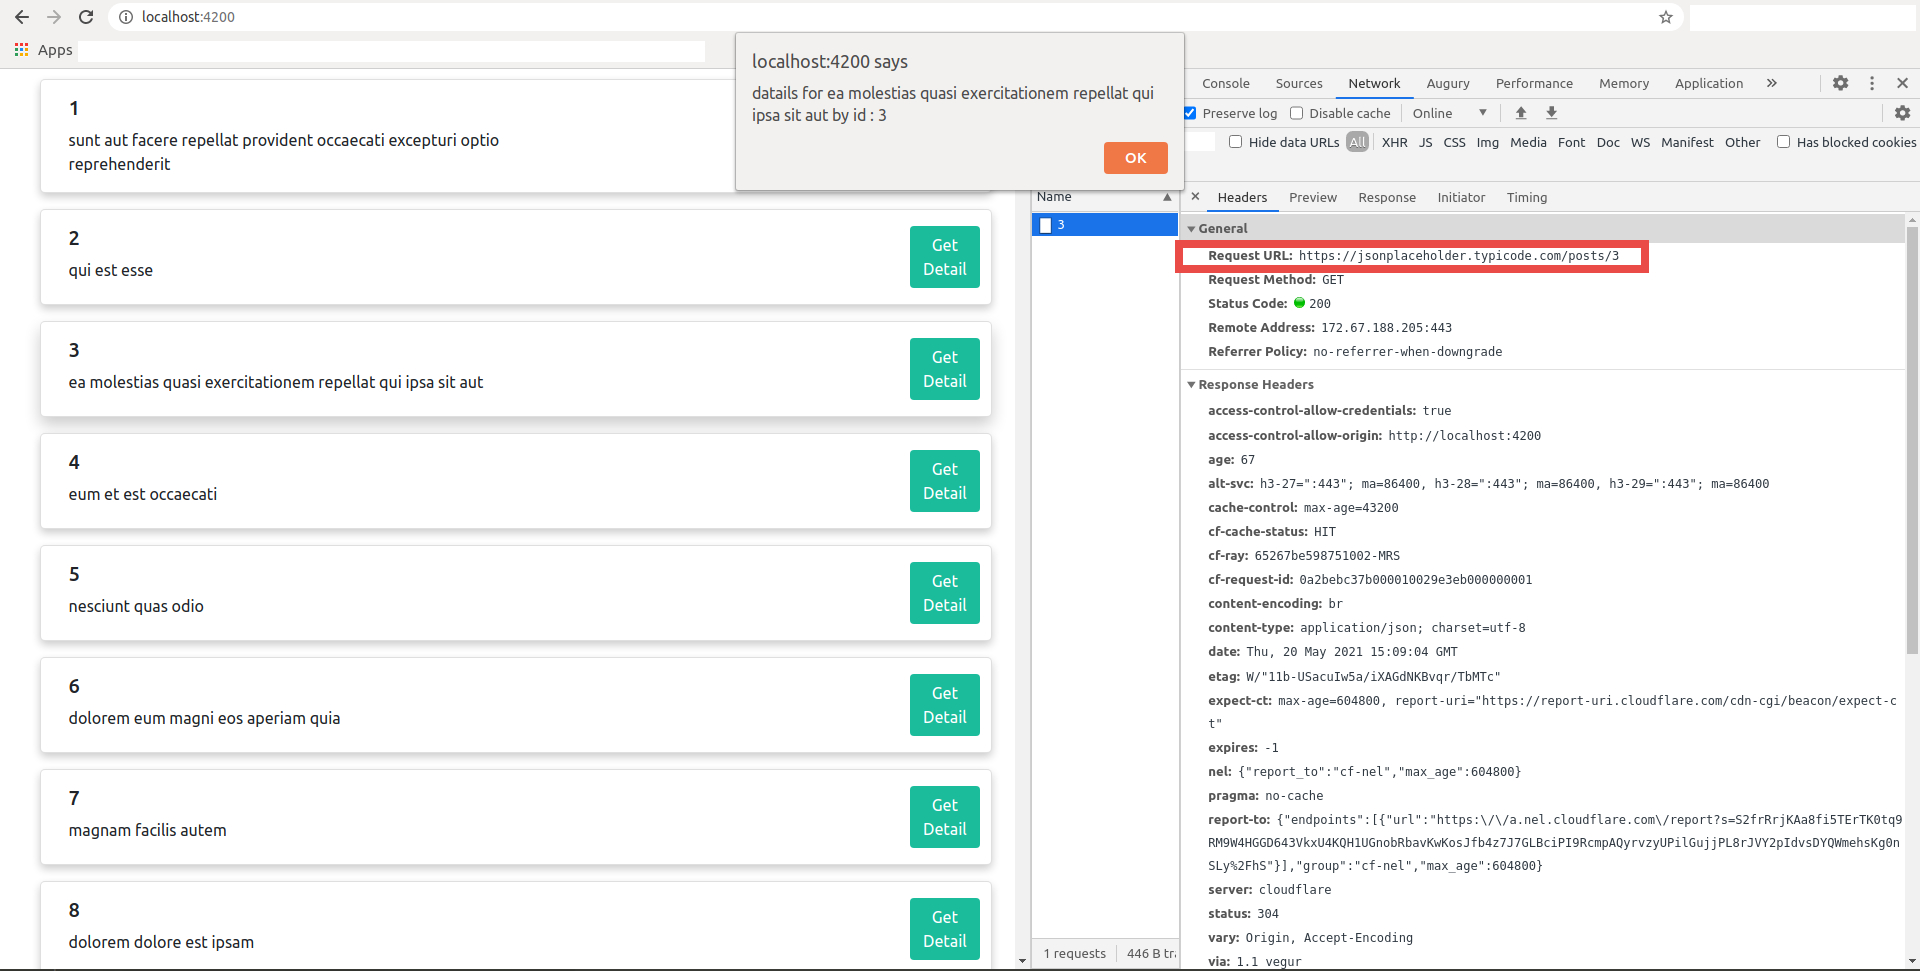 localhost:4200
Apps
localhost:4200 says
datails for ea molestias quasi exercitationem repellat qui
ipsa sit aut by id : 3
OK
1
sunt aut facere repellat provident occaecati excepturi optio
reprehenderit
2
qui est esse
Get
Detail
3
ea molestias quasi exercitationem repellat qui ipsa sit aut
Get
Detail
4
eum et est occaecati
Get
Detail
5
nesciunt quas odio
Get
Detail
6
dolorem eum magni eos aperiam quia
Get
Detail
7
magnam facilis autem
Get
Detail
8
dolorem dolore est ipsam
Get
Detail
Console Sources Network Augury Performance Memory Application »
Preserve log Disable cache Online
Hide data URLs All XHR JS CSS Img Media Font Doc WS Manifest Other Has blocked cookies
Name
3
1 requests 446 B tra
Headers Preview Response Initiator Timing
General
Request URL: https://jsonplaceholder.typicode.com/posts/3
Request Method: GET
Status Code: 200
Remote Address: 172.67.188.205:443
Referrer Policy: no-referrer-when-downgrade
Response Headers
access-control-allow-credentials: true
access-control-allow-origin: http://localhost:4200
age: 67
alt-svc: h3-27=":443"; ma=86400, h3-28=":443"; ma=86400, h3-29=":443"; ma=86400
cache-control: max-age=43200
cf-cache-status: HIT
cf-ray: 65267be598751002-MRS
cf-request-id: 0a2bebc37b000010029e3eb000000001
content-encoding: br
content-type: application/json; charset=utf-8
date: Thu, 20 May 2021 15:09:04 GMT
etag: W/"11b-USacuIw5a/iXAGdNKBvqr/TbMTc"
expect-ct: max-age=604800, report-uri="https://report-uri.cloudflare.com/cdn-cgi/beacon/expect-c
t"
expires: -1
nel: {"report_to":"cf-nel","max_age":604800}
pragma: no-cache
report-to: {"endpoints":[{"url":"https:\/\/a.nel.cloudflare.com\/report?s=S2frRrjKAa8fi5TErTK0tq9
RM9W4HGGD643VkxU4KQH1UGnobRbavKwKosJfb4z7J7GLBciPI9RcmpAQyrvzyUPilGujjPL8rJVY2pIdvsDYQWmehsKg0n
SLy%2FhS"}],"group":"cf-nel","max_age":604800}
server: cloudflare
status: 304
vary: Origin, Accept-Encoding
via: 1.1 vegur